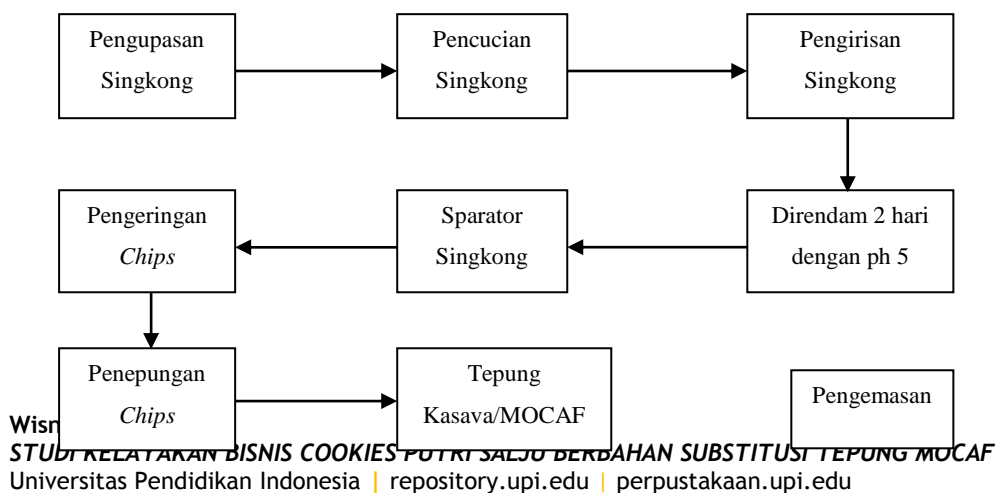 Pengupasan
Singkong
Pencucian
Singkong
Pengirisan
Singkong
Direndam 2 hari
dengan ph 5
Sparator
Singkong
Pengeringan
Chips
Penepungan
Chips
Tepung
Kasava/MOCAF
Pengemasan
Wisn
STUDI KELAYAKAN BISNIS COOKIES PUTRI SALJU BERBAHAN SUBSTITUSI TEPUNG MOCAF
Universitas Pendidikan Indonesia | repository.upi.edu | perpustakaan.upi.edu